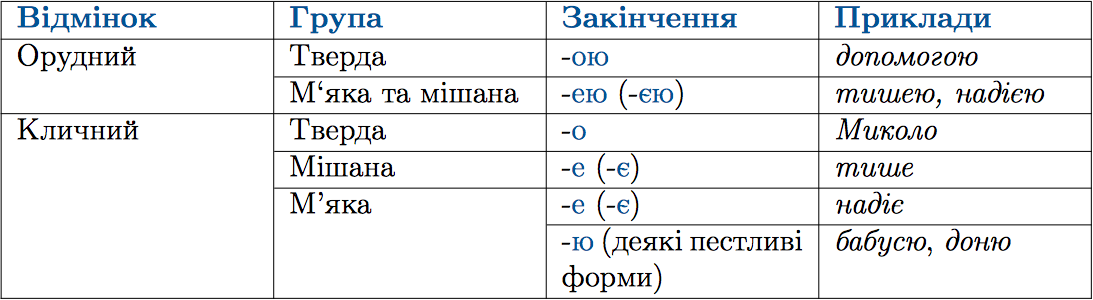 Відмінок Група Закінчення Приклади
Орудний Тверда -ою допомогою
М‘яка та мішана -ею (-єю) тишею, надією
Кличний Тверда -о Миколо
Мішана -е (-є) тише
М’яка -е (-є) надіє
-ю (деякі пестливі бабусю, доню
форми)